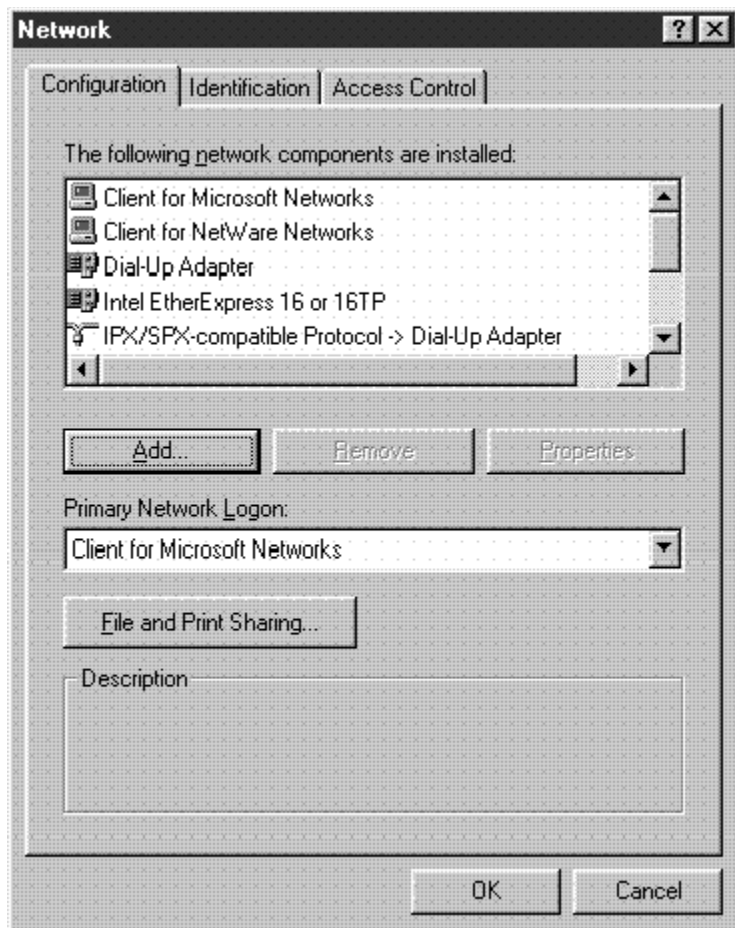 Network
Configuration Identification Access Control
The following network components are installed:
Client for Microsoft Networks
Client for NetWare Networks
Dial-Up Adapter
Intel EtherExpress 16 or 16TP
IPX/SPX-compatible Protocol -> Dial-Up Adapter
Add... Remove Properties
Primary Network Logon:
Client for Microsoft Networks
File and Print Sharing...
Description
OK Cancel